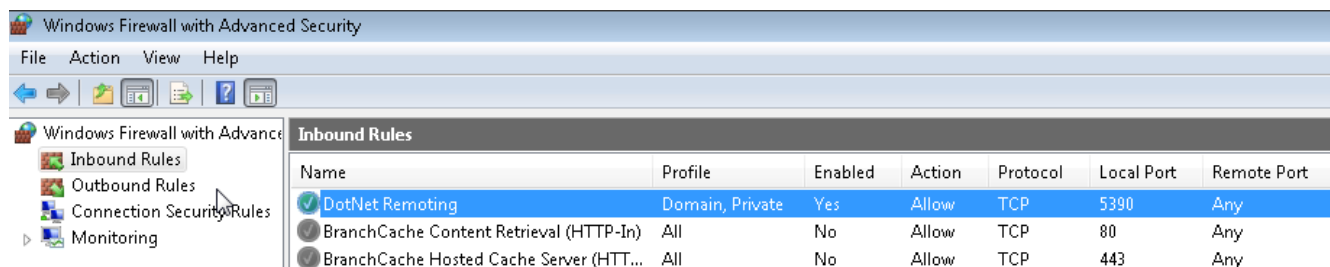 Windows Firewall with Advanced Security
File Action View Help
Windows Firewall with Advance
Inbound Rules
Outbound Rules
Connection Security Rules
Monitoring
Inbound Rules
Name Profile Enabled Action Protocol Local Port Remote Port
DotNet Remoting Domain, Private Yes Allow TCP 5390 Any
BranchCache Content Retrieval (HTTP-In) All No Allow TCP 80 Any
BranchCache Hosted Cache Server (HTT... All No Allow TCP 443 Any